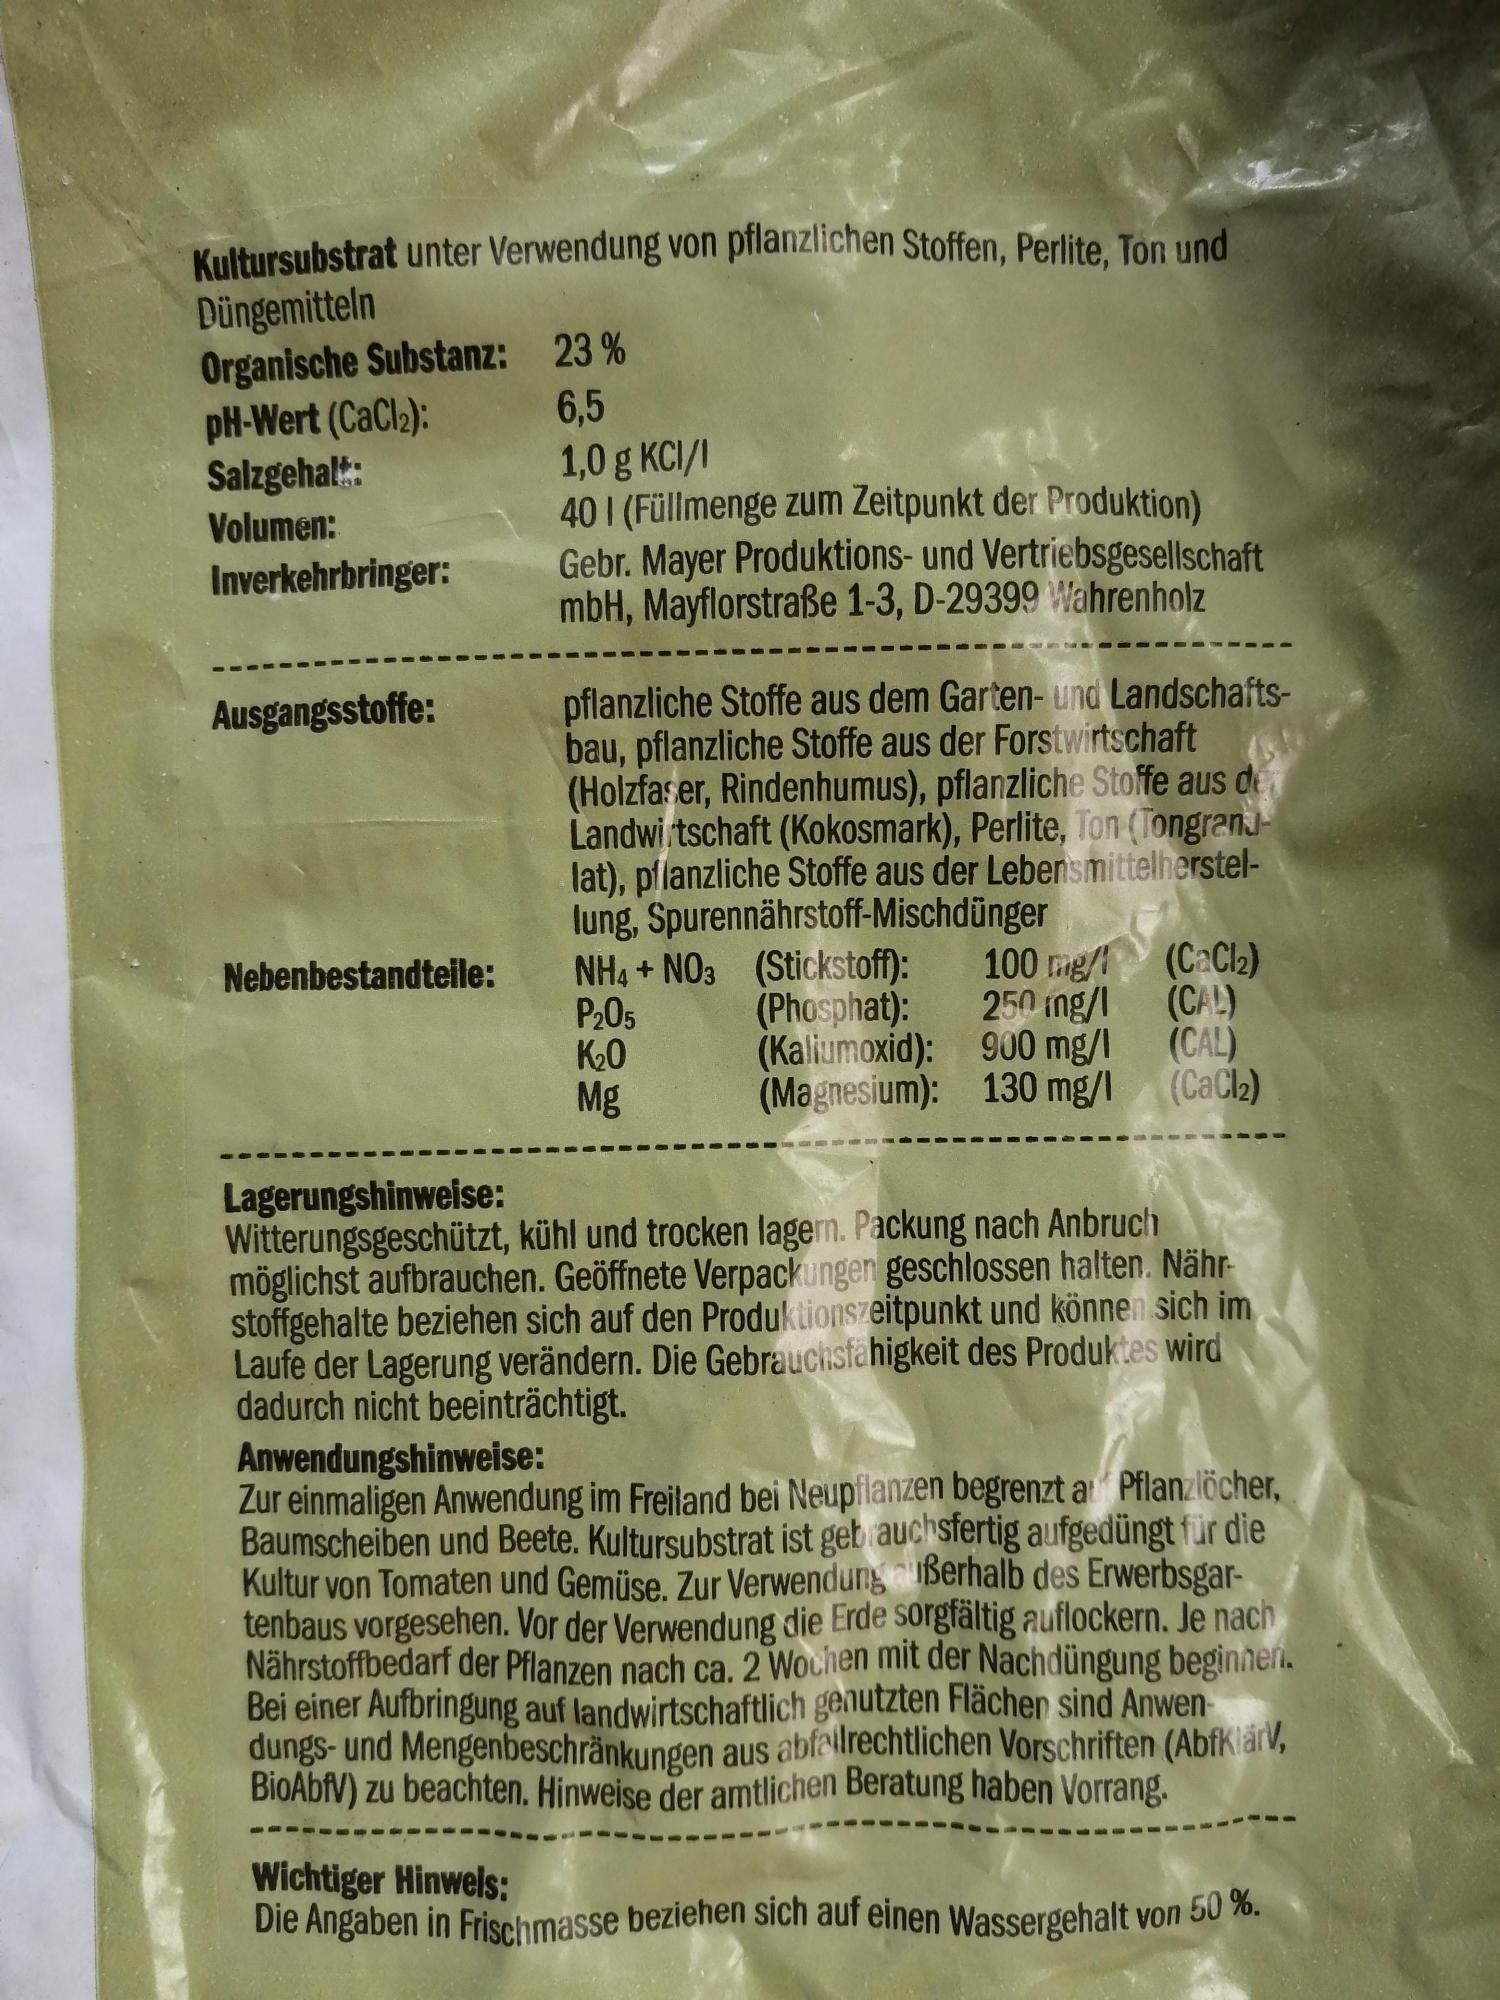 Kultursubstrat unter Verwendung von pflanzlichen Stoffen, Perlite, Ton und
Düngemitteln
Organische Substanz: 23 %
pH-Wert (CaCl₂): 6,5
Salzgehalt: 1,0 g KCl/l
Volumen: 40 l (Füllmenge zum Zeitpunkt der Produktion)
Inverkehrbringer: Gebr. Mayer Produktions- und Vertriebsgesellschaft
mbH, Mayflorstraße 1-3, D-29399 Wahrenholz
Ausgangsstoffe: pflanzliche Stoffe aus dem Garten- und Landschafts-
bau, pflanzliche Stoffe aus der Forstwirtschaft
(Holzfaser, Rindenhumus), pflanzliche Stoffe aus der
Landwirtschaft (Kokosmark), Perlite, Ton (Tongranu-
lat), pflanzliche Stoffe aus der Lebensmittelherstel-
lung, Spurennährstoff-Mischdünger
Nebenbestandteile: NH₄ + NO₃ (Stickstoff): 100 mg/l (CaCl₂)
P₂O₅ (Phosphat): 250 mg/l (CAL)
K₂O (Kaliumoxid): 900 mg/l (CAL)
Mg (Magnesium): 130 mg/l (CaCl₂)
Lagerungshinweise:
Witterungsgeschützt, kühl und trocken lagern. Packung nach Anbruch
möglichst aufbrauchen. Geöffnete Verpackungen geschlossen halten. Nähr-
stoffgehalte beziehen sich auf den Produktionszeitpunkt und können sich im
Laufe der Lagerung verändern. Die Gebrauchsfähigkeit des Produktes wird
dadurch nicht beeinträchtigt.
Anwendungshinweise:
Zur einmaligen Anwendung im Freiland bei Neupflanzen begrenzt auf Pflanzlöcher,
Baumscheiben und Beete. Kultursubstrat ist gebrauchsfertig aufgedüngt für die
Kultur von Tomaten und Gemüse. Zur Verwendung außerhalb des Erwerbsgar-
tenbaus vorgesehen. Vor der Verwendung die Erde sorgfältig auflockern. Je nach
Nährstoffbedarf der Pflanzen nach ca. 2 Wochen mit der Nachdüngung beginnen.
Bei einer Aufbringung auf landwirtschaftlich genutzten Flächen sind Anwen-
dungs- und Mengenbeschränkungen aus abfallrechtlichen Vorschriften (AbfKlärV,
BioAbfV) zu beachten. Hinweise der amtlichen Beratung haben Vorrang.
Wichtiger Hinweis:
Die Angaben in Frischmasse beziehen sich auf einen Wassergehalt von 50 %.